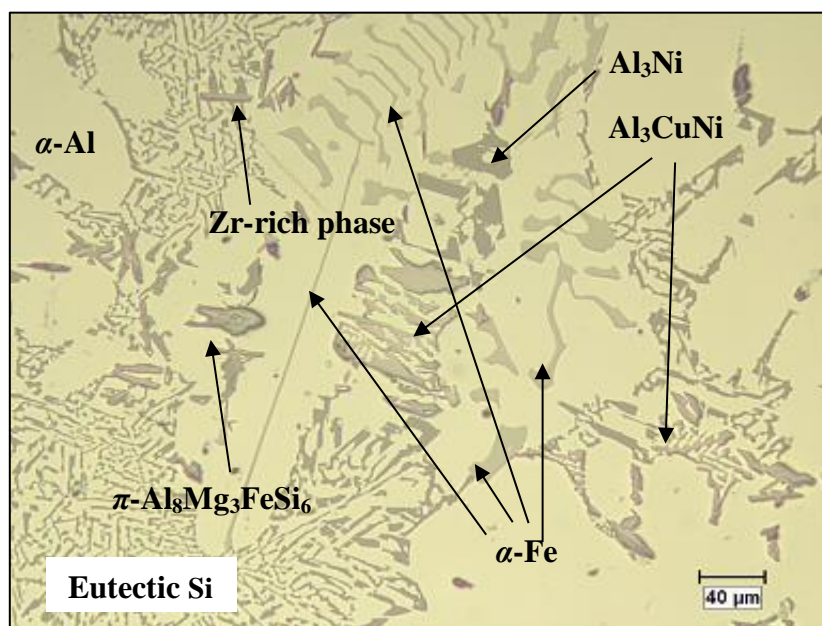 Al₃Ni
Al₃CuNi
α-Al
Zr-rich phase
π-Al₈Mg₃FeSi₆
α-Fe
Eutectic Si
40 μm